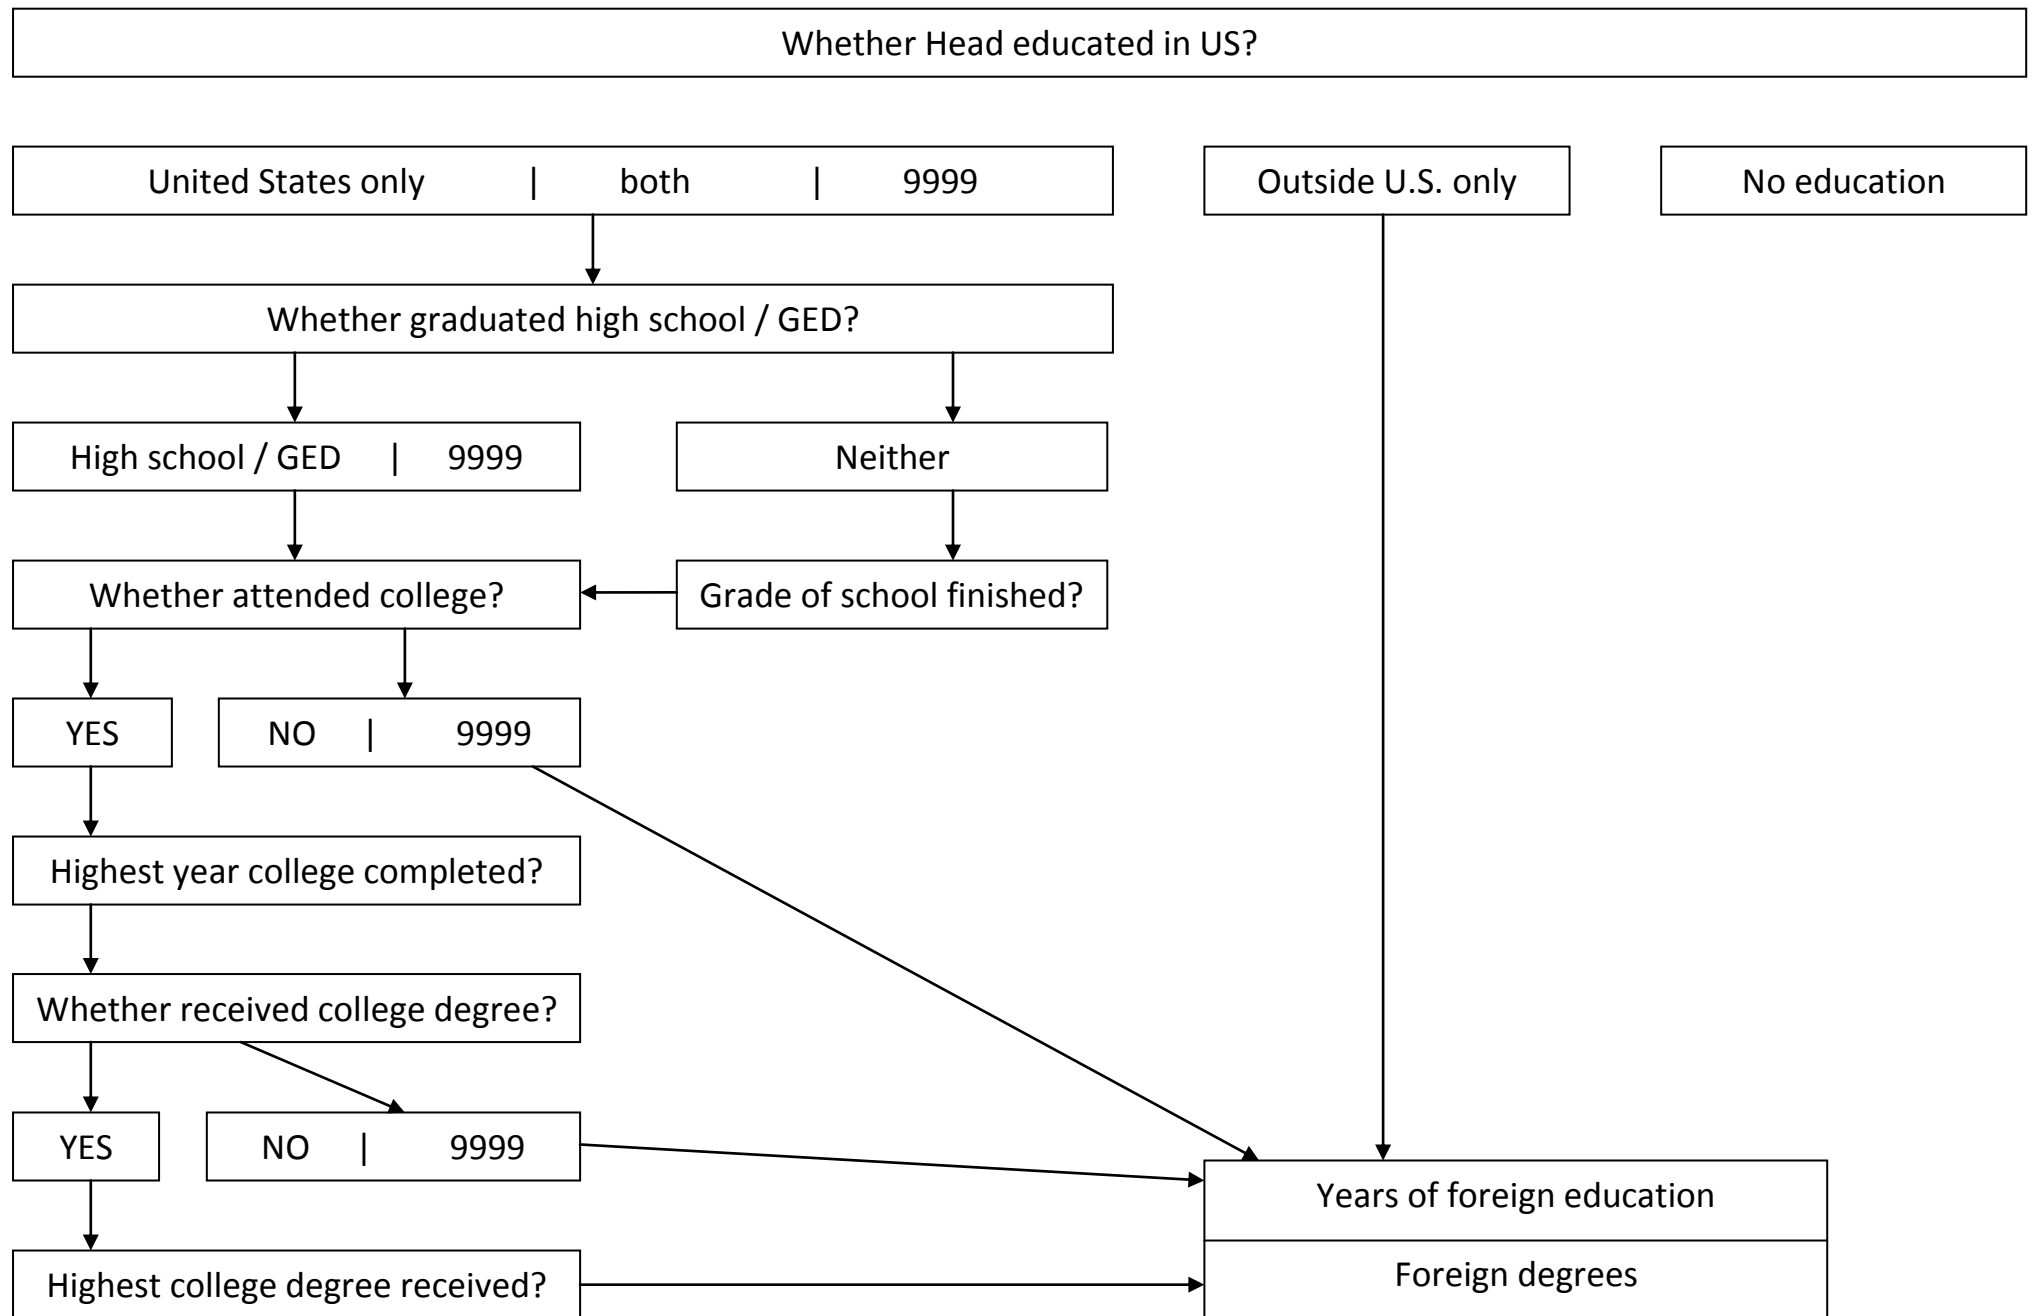 Whether Head educated in US?
United States only | both | 9999
Outside U.S. only
No education
Whether graduated high school / GED?
High school / GED | 9999
Neither
Whether attended college?
Grade of school finished?
YES
NO | 9999
Highest year college completed?
Whether received college degree?
YES
NO | 9999
Years of foreign education
Highest college degree received?
Foreign degrees